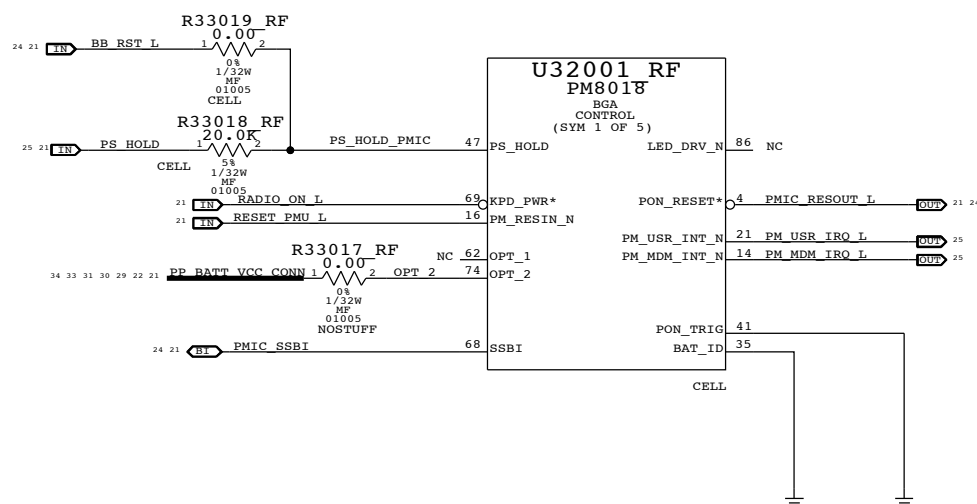 R33019_RF
0.00
24 21 IN BB_RST_L 1 2
0%
1/32W
MF
01005
CELL
R33018_RF
20.0K
25 21 IN PS_HOLD 1 2 PS_HOLD_PMIC 47 PS_HOLD
CELL
5%
1/32W
MF
01005
21 IN RADIO_ON_L 69 KPD_PWR*
21 IN RESET_PMU_L 16 PM_RESIN_N
R33017_RF
0.00
NC 62 OPT_1
34 33 31 30 29 22 21 PP_BATT_VCC_CONN 1 2 OPT_2 74 OPT_2
0%
1/32W
MF
01005
NOSTUFF
24 21 BI PMIC_SSBI 68 SSBI
U32001_RF
PM8018
BGA
CONTROL
(SYM 1 OF 5)
LED_DRV_N 86 NC
PON_RESET* 4 PMIC_RESOUT_L OUT 21 24
PM_USR_INT_N 21 PM_USR_IRQ_L OUT 25
PM_MDM_INT_N 14 PM_MDM_IRQ_L OUT 25
PON_TRIG 41
BAT_ID 35
CELL